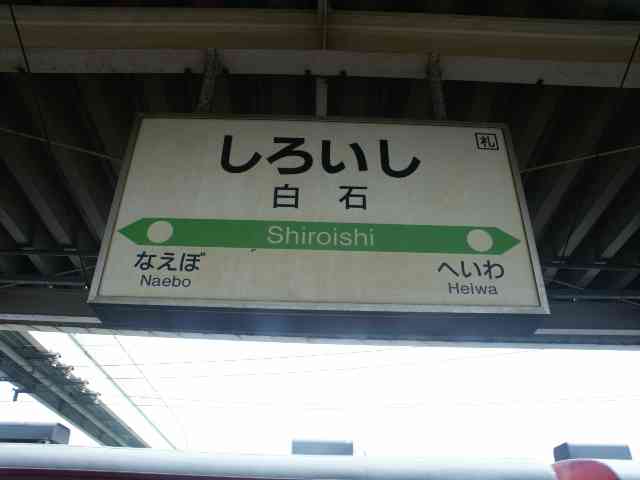 札
しろいし
白石
Shiroishi
なえぼ へいわ
Naebo Heiwa